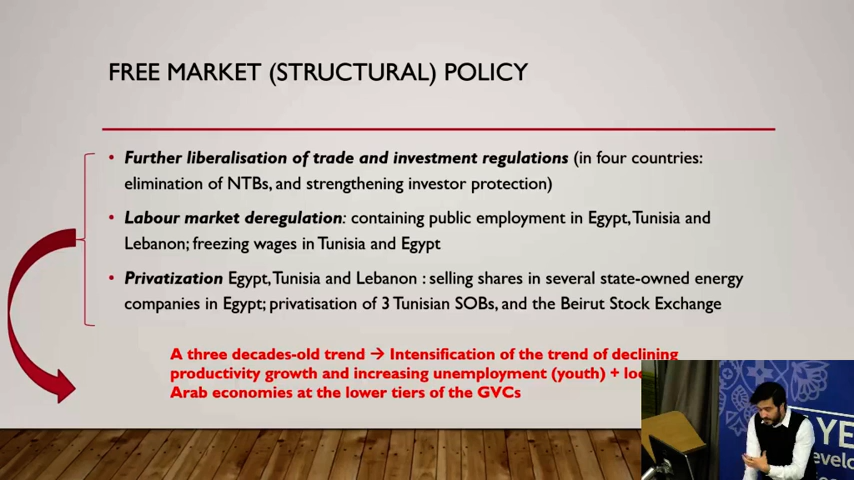 FREE MARKET (STRUCTURAL) POLICY
• Further liberalisation of trade and investment regulations (in four countries:
elimination of NTBs, and strengthening investor protection)
• Labour market deregulation: containing public employment in Egypt, Tunisia and
Lebanon; freezing wages in Tunisia and Egypt
• Privatization Egypt, Tunisia and Lebanon : selling shares in several state-owned energy
companies in Egypt; privatisation of 3 Tunisian SOBs, and the Beirut Stock Exchange
A three decades-old trend → Intensification of the trend of declining
productivity growth and increasing unemployment (youth) +
Arab economies at the lower tiers of the GVCs